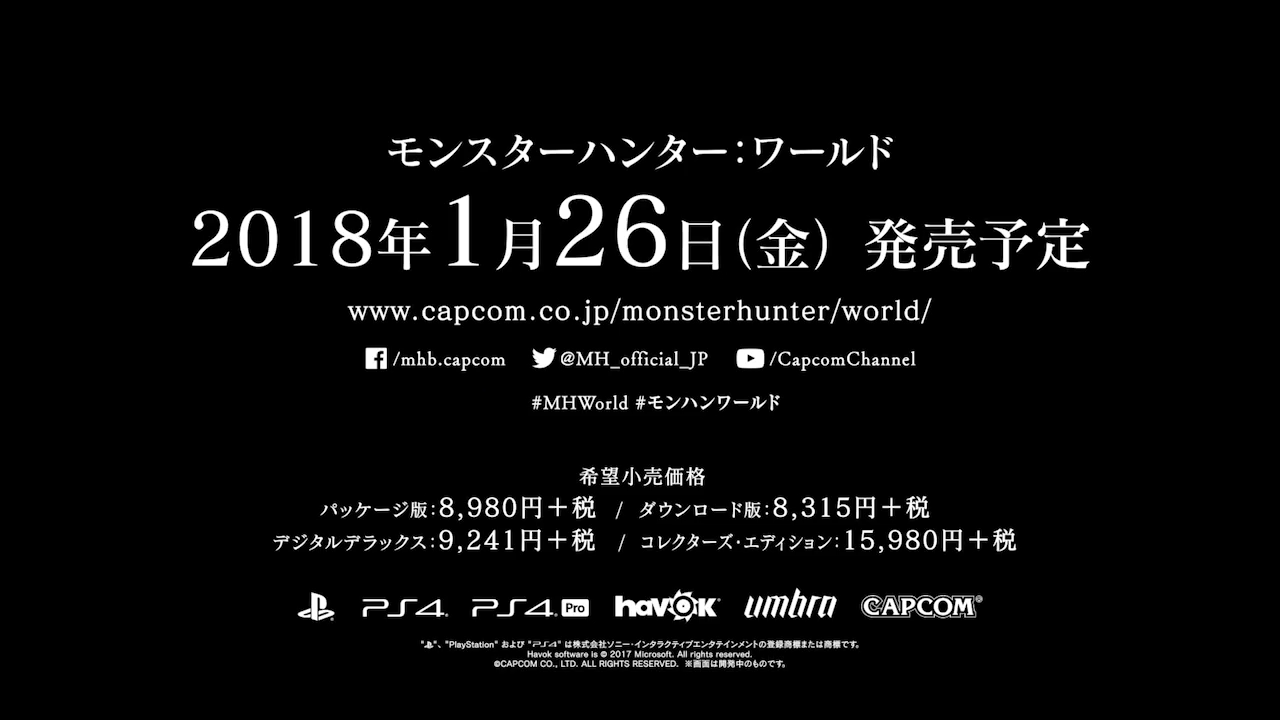 モンスターハンター：ワールド
2018年1月26日(金) 発売予定
www.capcom.co.jp/monsterhunter/world/
/mhb.capcom @MH_official_JP /CapcomChannel
#MHWorld #モンハンワールド
希望小売価格
パッケージ版：8,980円＋税 / ダウンロード版：8,315円＋税
デジタルデラックス：9,241円＋税 / コレクターズ・エディション：15,980円＋税
PS4® PS4® Pro havok® umbra CAPCOM®
"PS"、"PlayStation" および "PS4" は株式会社ソニー・インタラクティブエンタテインメントの登録商標または商標です。
Havok software is © 2017 Microsoft. All rights reserved.
©CAPCOM CO., LTD. ALL RIGHTS RESERVED. ※画面は開発中のものです。